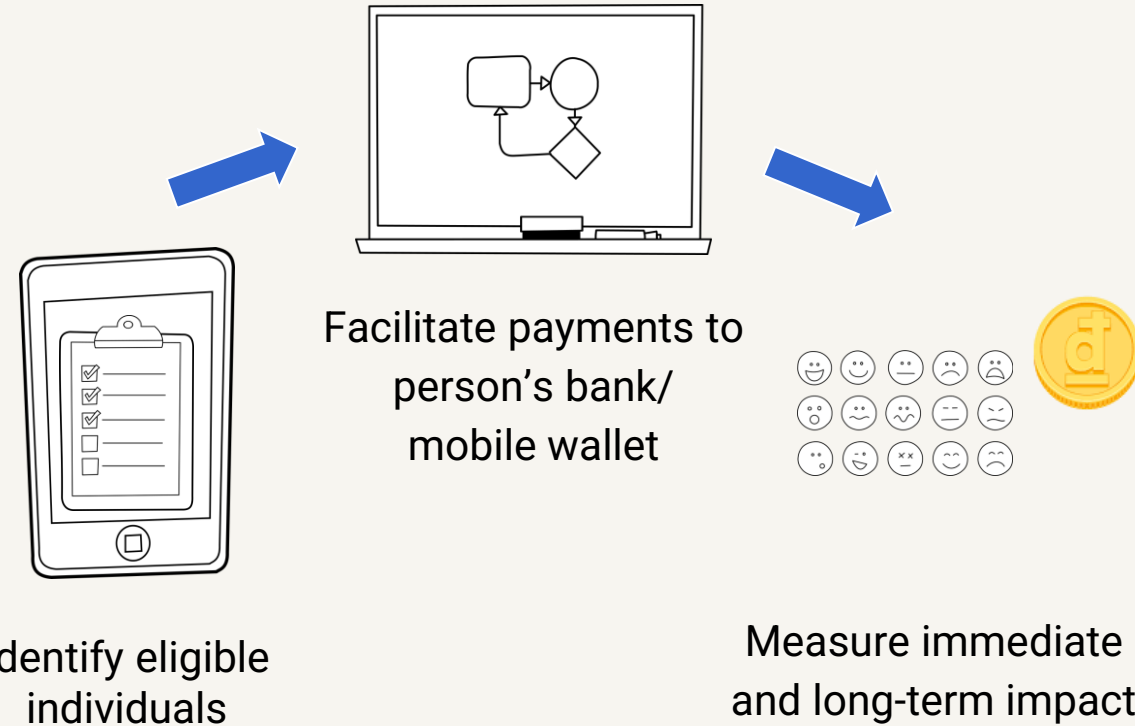 Facilitate payments to
person’s bank/
mobile wallet
đ
dentify eligible
individuals
Measure immediate
and long-term impact